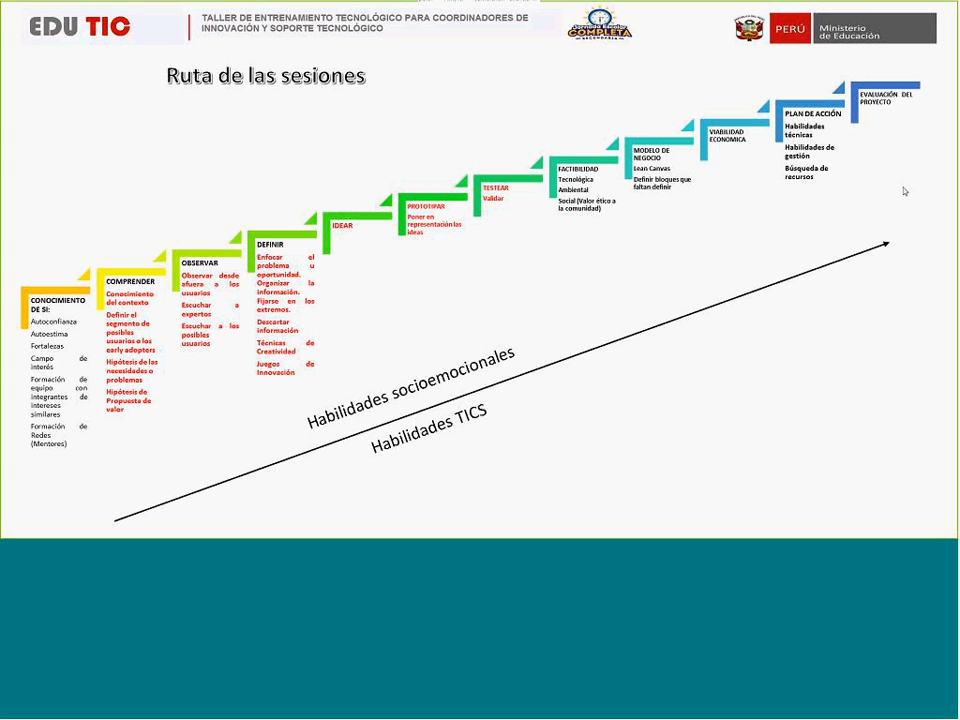 EDU TIC
TALLER DE ENTRENAMIENTO TECNOLÓGICO PARA COORDINADORES DE
INNOVACIÓN Y SOPORTE TECNOLÓGICO
Jornada Escolar
COMPLETA
SECUNDARIA
PERÚ
Ministerio
de Educación
Ruta de las sesiones
CONOCIMIENTO
DE SI:
Autoconfianza
Autoestima
Fortalezas
Campo de
interés
Formación de
equipo con
integrantes de
intereses
similares
Formación de
Redes
(Mentores)
COMPRENDER
Conocimiento
del contexto
Definir el
segmento de
posibles
usuarios o los
early adopters
Hipótesis de las
necesidades o
problemas
Hipótesis de
Propuesta de
valor
OBSERVAR
Observar desde
afuera a los
usuarios
Escuchar a
expertos
Escuchar a los
posibles
usuarios
DEFINIR
Enfocar el
problema u
oportunidad.
Organizar la
información.
Fijarse en los
extremos.
Descartar
información
Técnicas de
Creatividad
Juegos de
Innovación
IDEAR
PROTOTIPAR
Poner en
representación las
ideas
TESTEAR
Validar
FACTIBILIDAD
Tecnológica
Ambiental
Social (Valor ético a
la comunidad)
MODELO DE
NEGOCIO
Lean Canvas
Definir bloques que
faltan definir
VIABILIDAD
ECONOMICA
PLAN DE ACCIÓN
Habilidades
técnicas
Habilidades de
gestión
Búsqueda de
recursos
EVALUACIÓN DEL
PROYECTO
Habilidades socioemocionales
Habilidades TICS